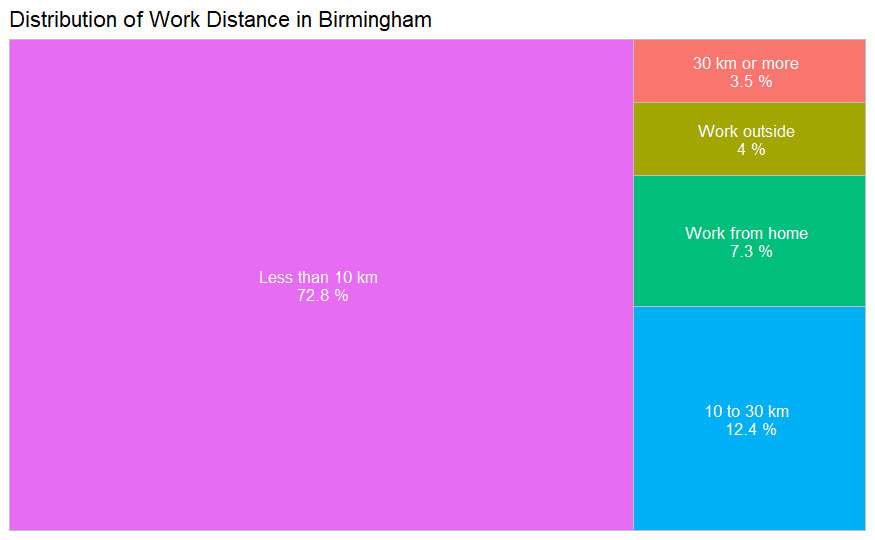 Distribution of Work Distance in Birmingham
Less than 10 km
72.8 %
30 km or more
3.5 %
Work outside
4 %
Work from home
7.3 %
10 to 30 km
12.4 %